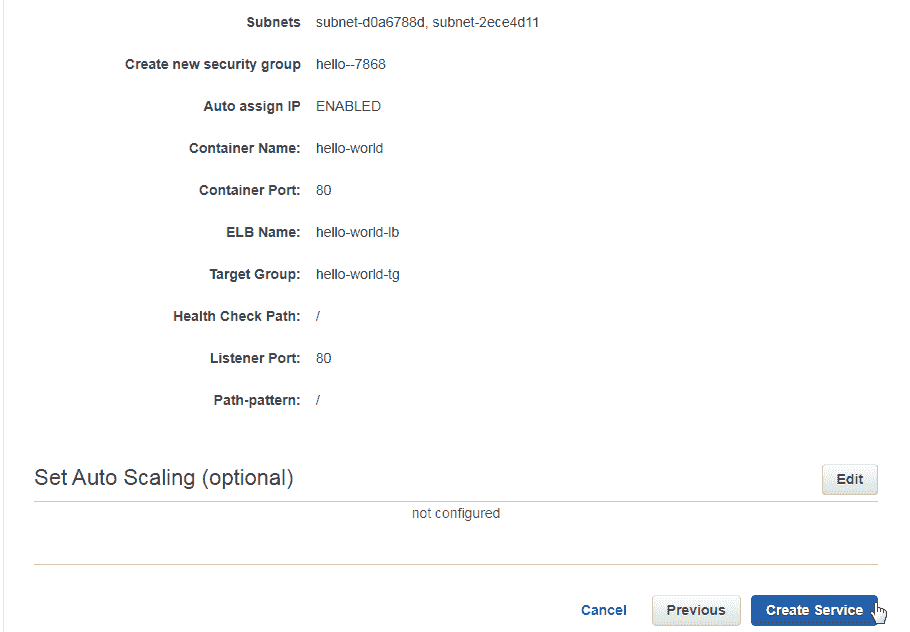 Subnets subnet-d0a6788d, subnet-2ece4d11
Create new security group hello--7868
Auto assign IP ENABLED
Container Name: hello-world
Container Port: 80
ELB Name: hello-world-lb
Target Group: hello-world-tg
Health Check Path: /
Listener Port: 80
Path-pattern: /
Set Auto Scaling (optional) Edit
not configured
Cancel Previous Create Service